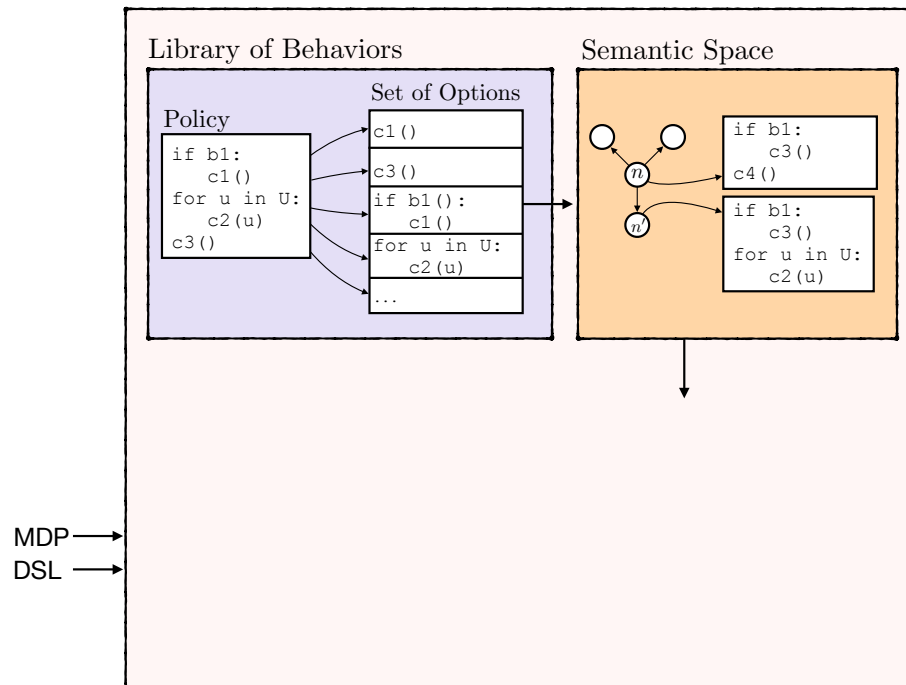 Library of Behaviors
Set of Options
Policy
if b1:
   c1()
for u in U:
   c2(u)
c3()
c1()
c3()
if b1():
   c1()
for u in U:
   c2(u)
...
Semantic Space
n
n'
if b1:
   c3()
c4()
if b1:
   c3()
for u in U:
   c2(u)
MDP
DSL